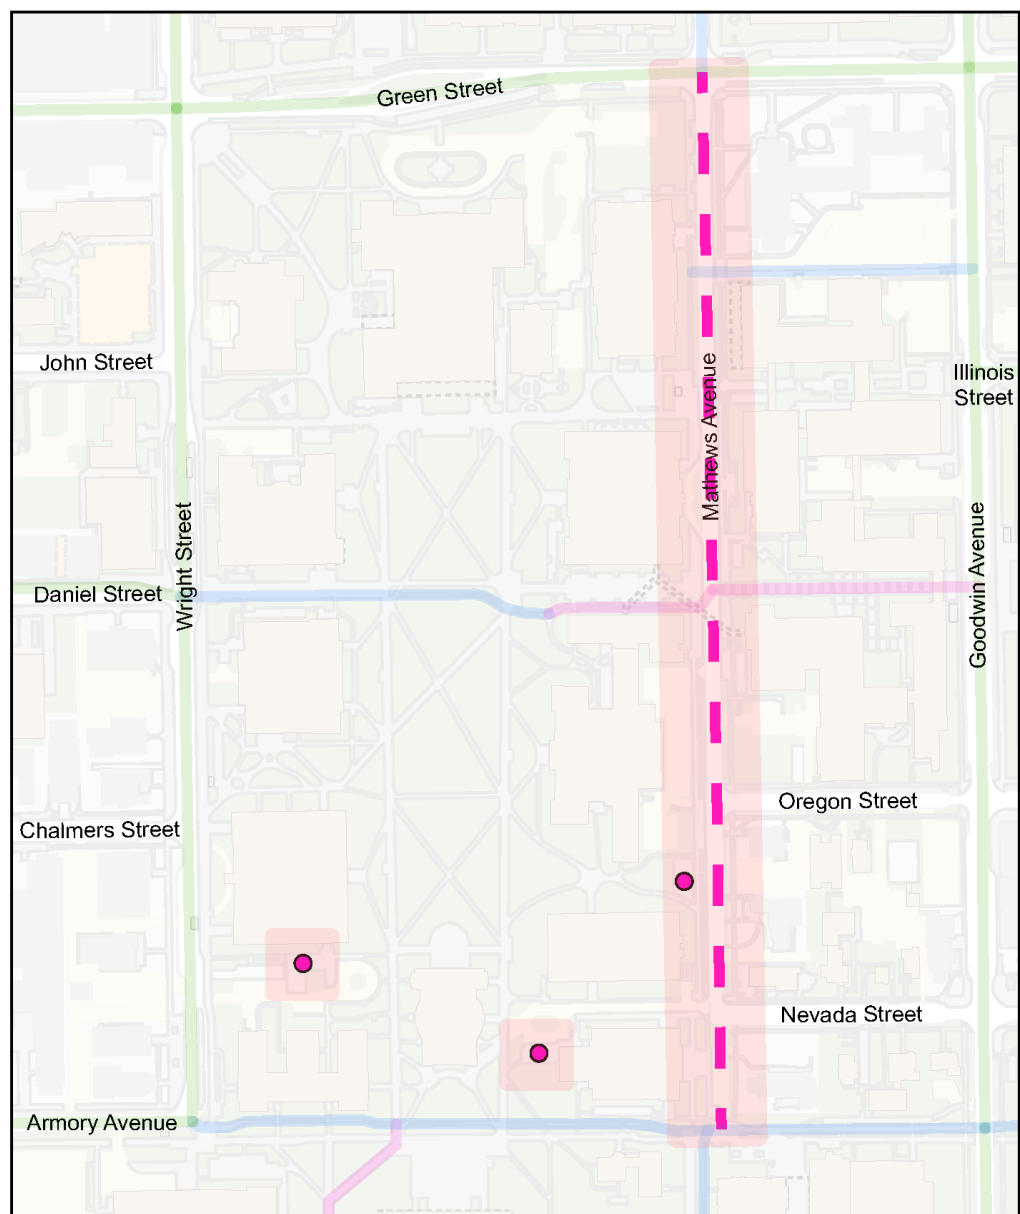 Green Street
John Street
Mathews Avenue
Illinois
Street
Wright Street
Daniel Street
Goodwin Avenue
Oregon Street
Chalmers Street
Nevada Street
Armory Avenue